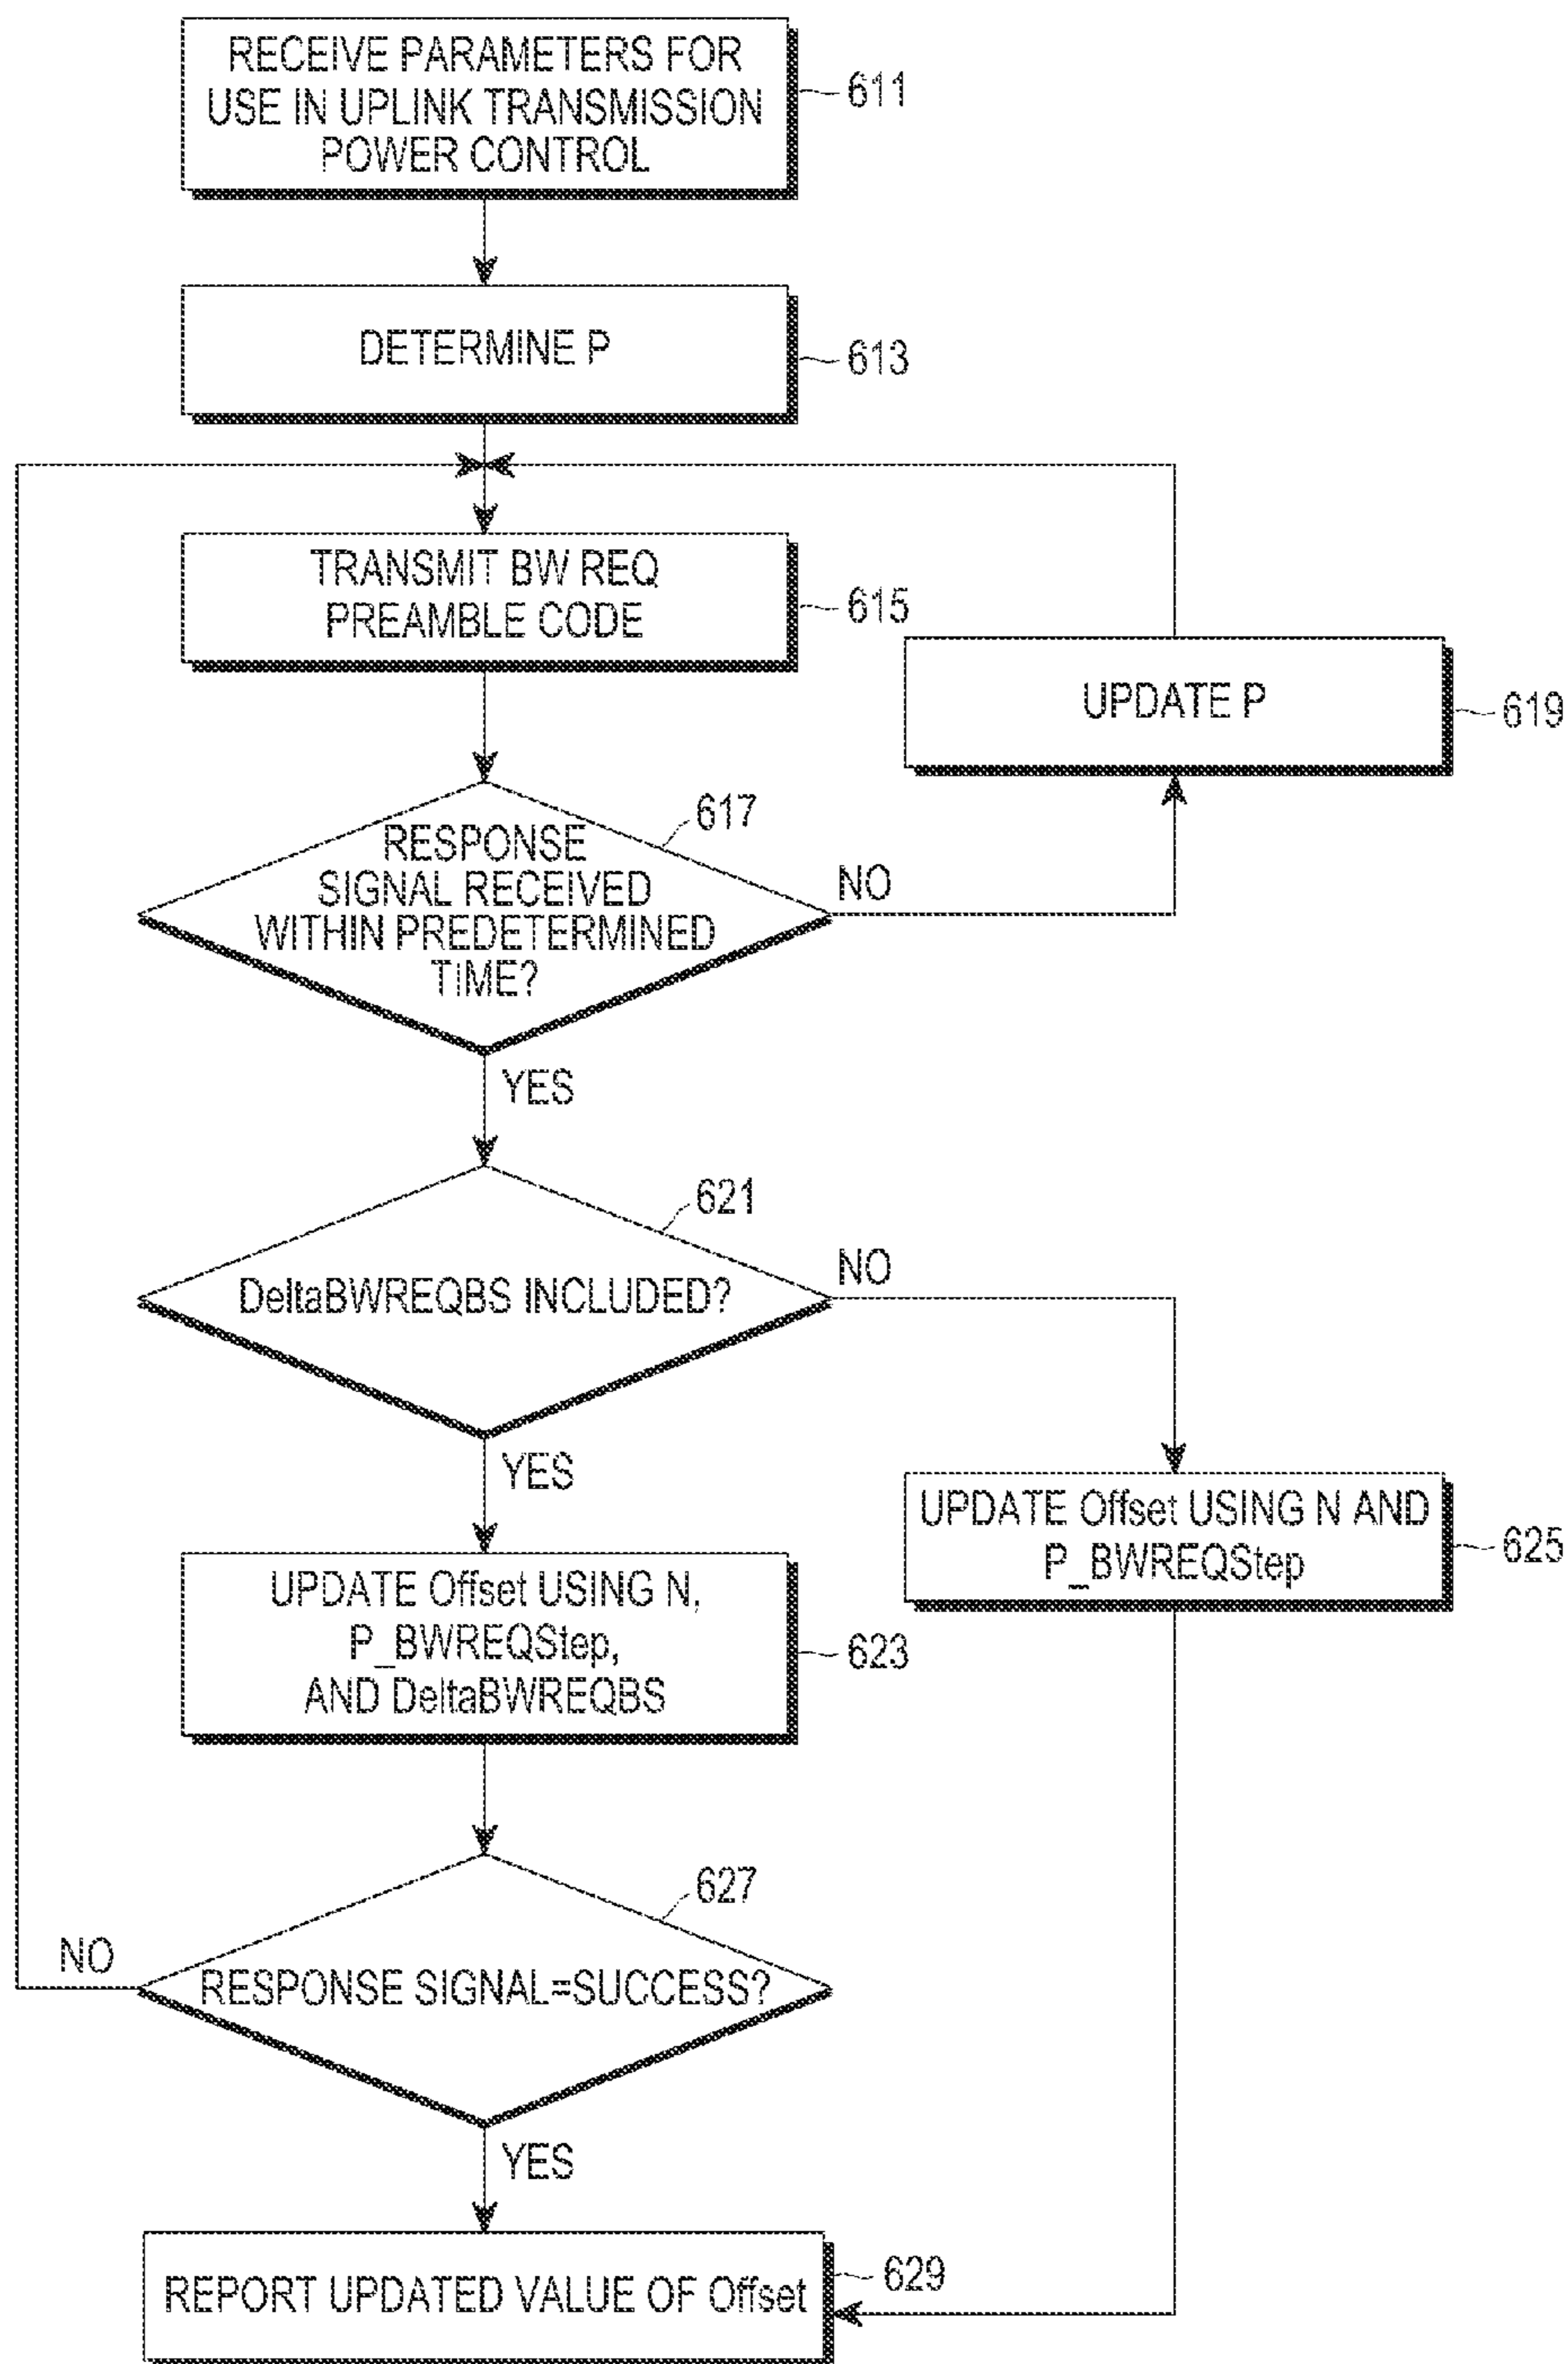 RECEIVE PARAMETERS FOR
USE IN UPLINK TRANSMISSION
POWER CONTROL
611
DETERMINE P
613
TRANSMIT BW REQ
PREAMBLE CODE
615
UPDATE P
619
617
RESPONSE
SIGNAL RECEIVED
WITHIN PREDETERMINED
TIME?
NO
YES
621
DeltaBWREQBS INCLUDED?
NO
YES
UPDATE Offset USING N AND
P_BWREQStep
625
UPDATE Offset USING N,
P_BWREQStep,
AND DeltaBWREQBS
623
627
RESPONSE SIGNAL=SUCCESS?
NO
YES
REPORT UPDATED VALUE OF Offset
629